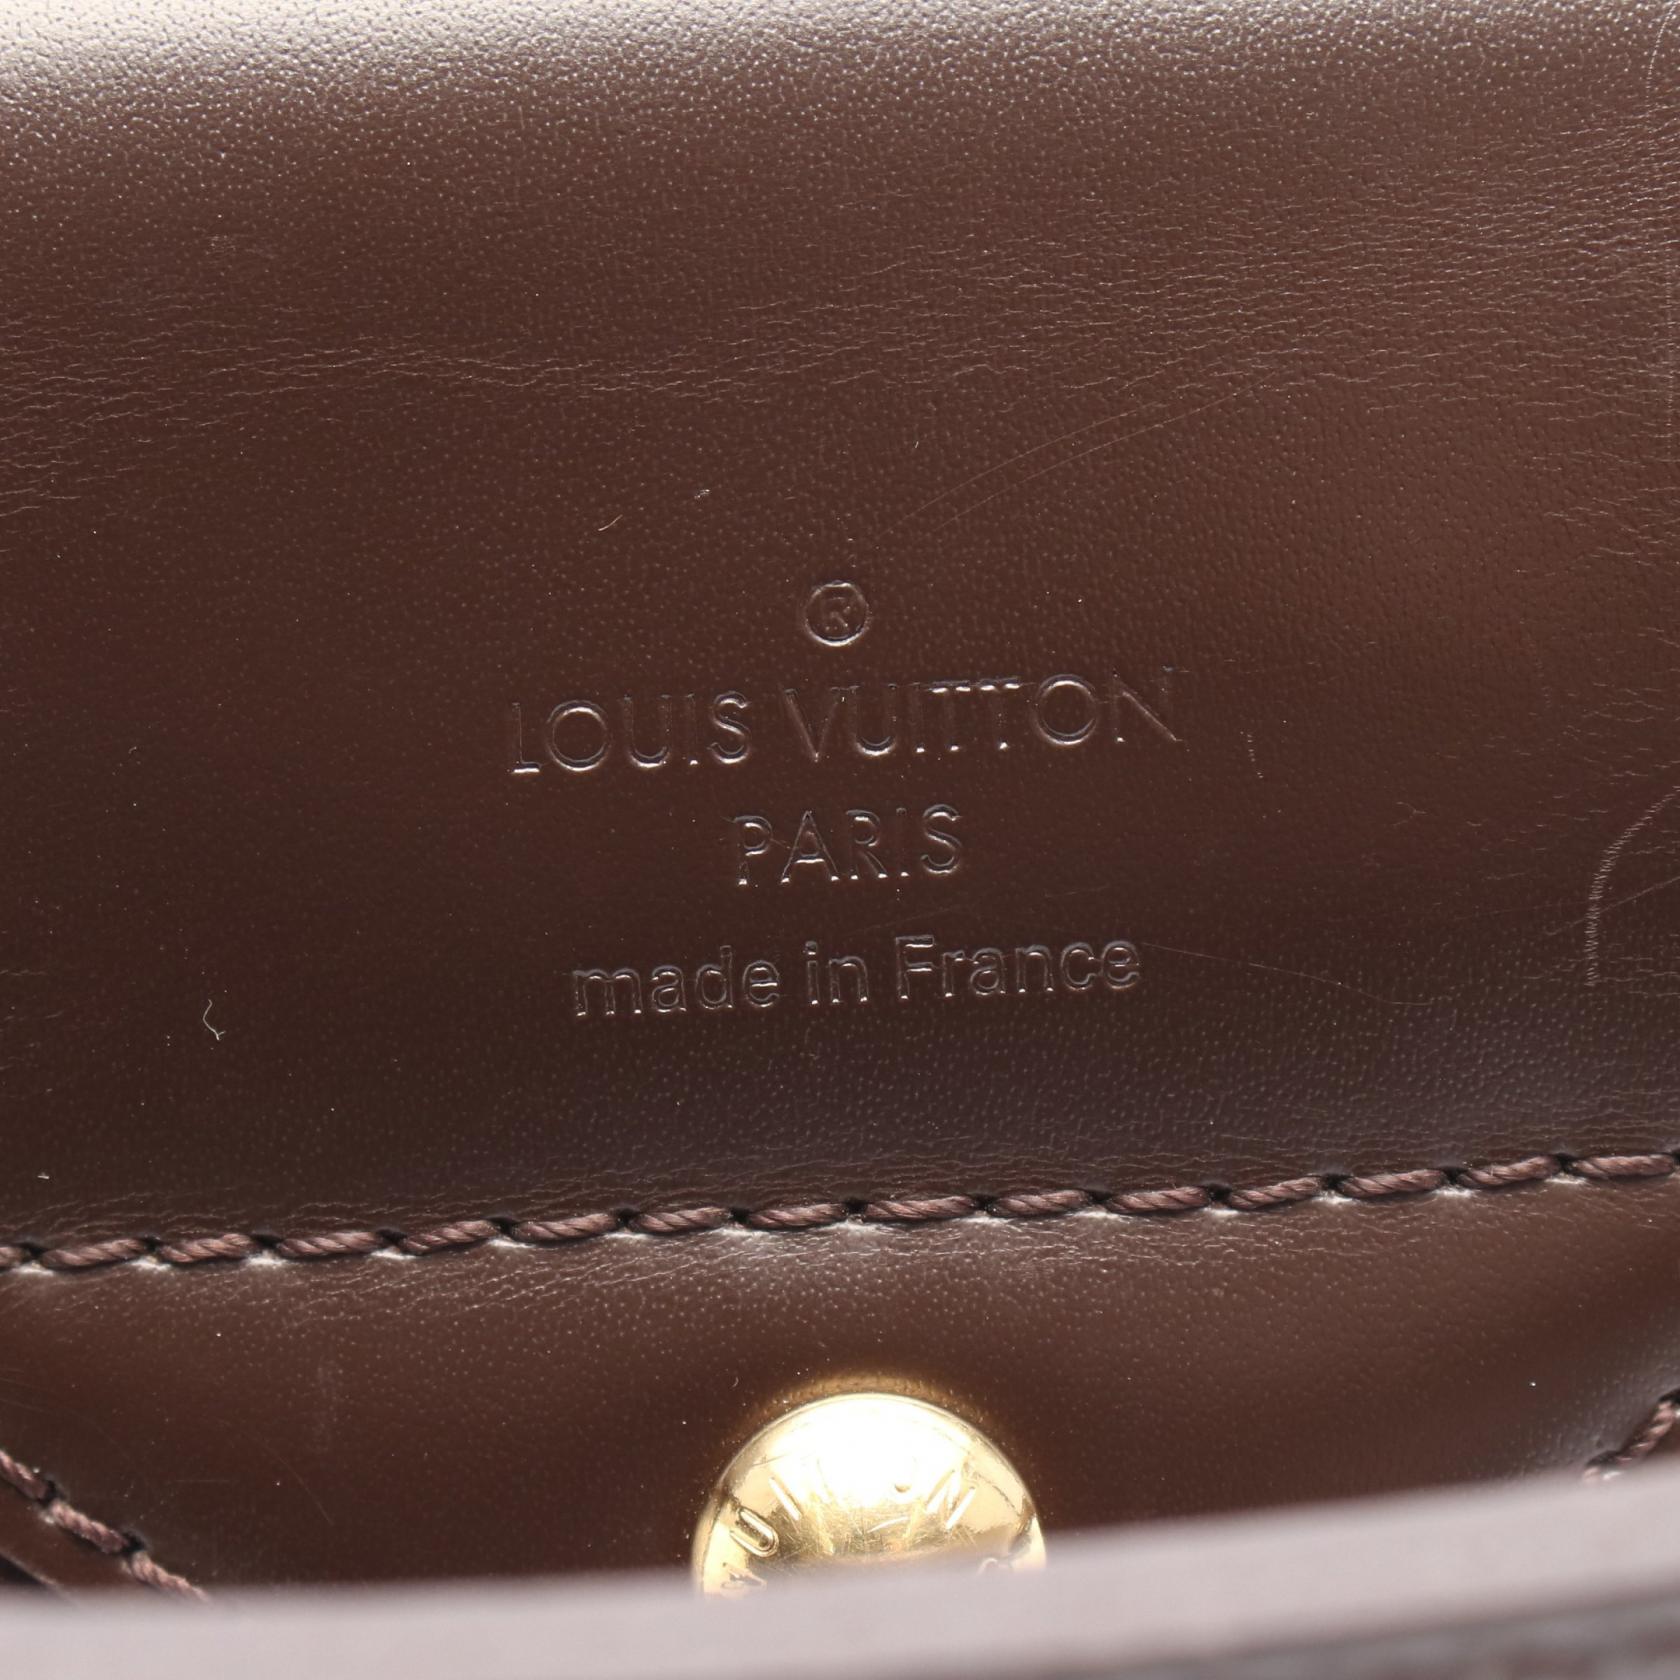 ®
LOUIS VUITTON
PARIS
made in France